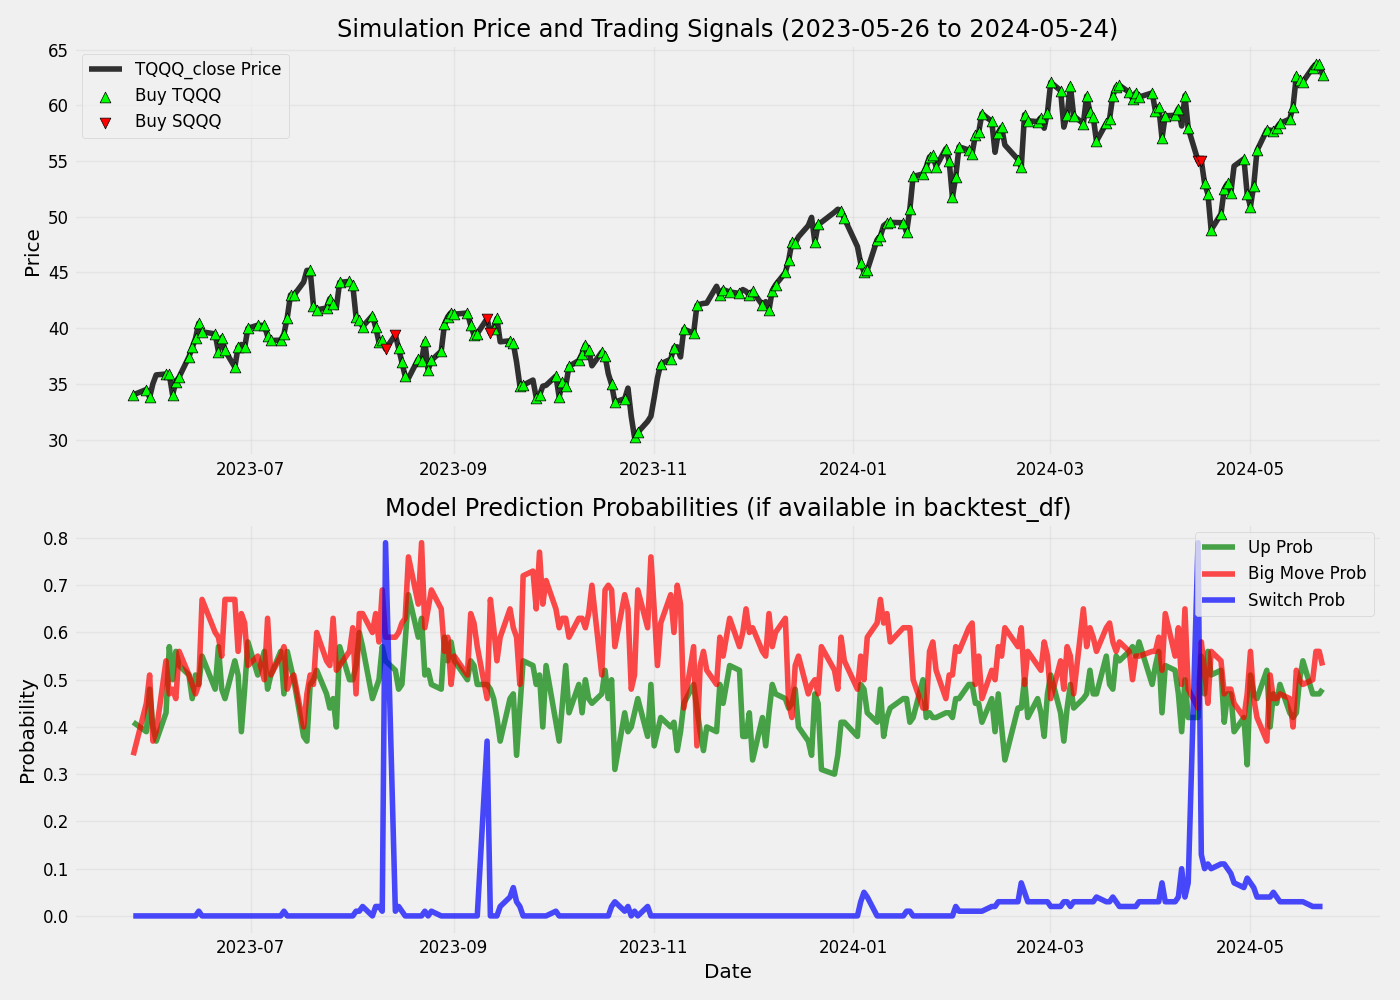 Simulation Price and Trading Signals (2023-05-26 to 2024-05-24)
TQQQ_close Price
Buy TQQQ
Buy SQQQ
Price
65
60
55
50
45
40
35
30
2023-07 2023-09 2023-11 2024-01 2024-03 2024-05
Model Prediction Probabilities (if available in backtest_df)
Up Prob
Big Move Prob
Switch Prob
Probability
0.8
0.7
0.6
0.5
0.4
0.3
0.2
0.1
0.0
2023-07 2023-09 2023-11 2024-01 2024-03 2024-05
Date